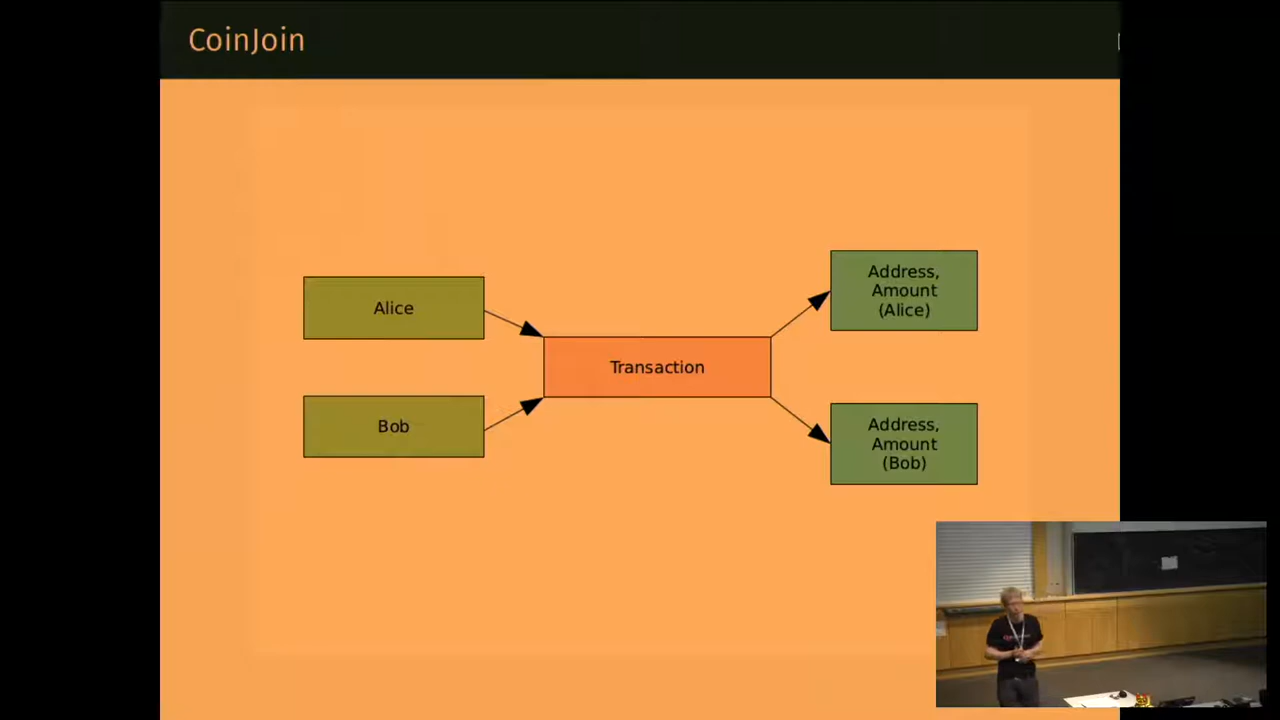 CoinJoin
Alice
Bob
Transaction
Address,
Amount
(Alice)
Address,
Amount
(Bob)